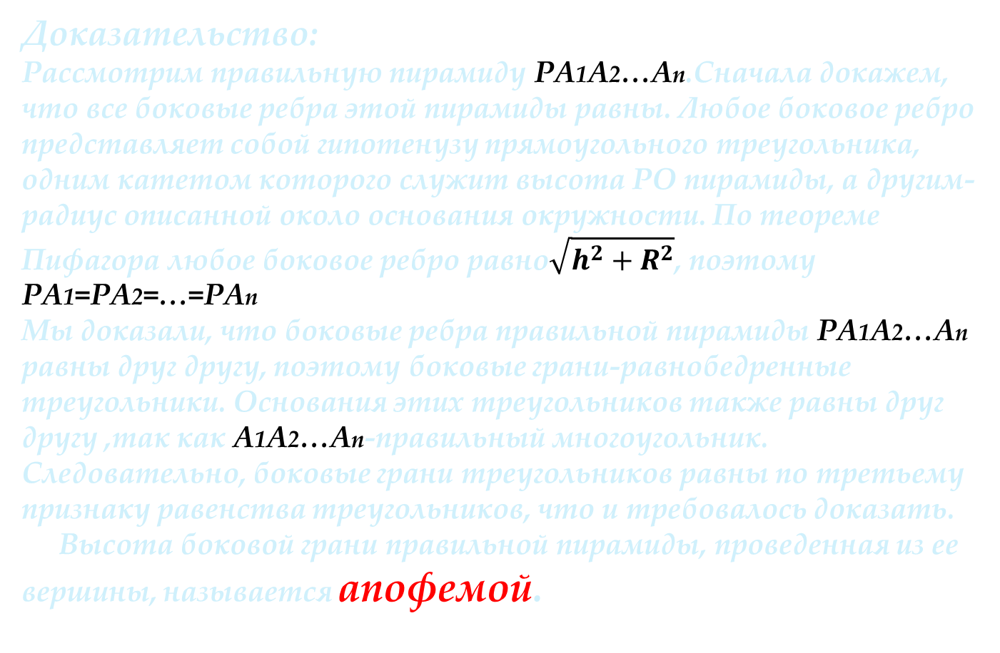 Доказательство:
Рассмотрим правильную пирамиду PA1A2…An.Сначала докажем,
что все боковые ребра этой пирамиды равны. Любое боковое ребро
представляет собой гипотенузу прямоугольного треугольника,
одним катетом которого служит высота PO пирамиды, а другим-
радиус описанной около основания окружности. По теореме
Пифагора любое боковое ребро равно√(h² + R²), поэтому
PA1=PA2=…=PAn
Мы доказали, что боковые ребра правильной пирамиды PA1A2…An
равны друг другу, поэтому боковые грани-равнобедренные
треугольники. Основания этих треугольников также равны друг
другу ,так как A1A2…An-правильный многоугольник.
Следовательно, боковые грани треугольников равны по третьему
признаку равенства треугольников, что и требовалось доказать.
Высота боковой грани правильной пирамиды, проведенная из ее
вершины, называется апофемой.